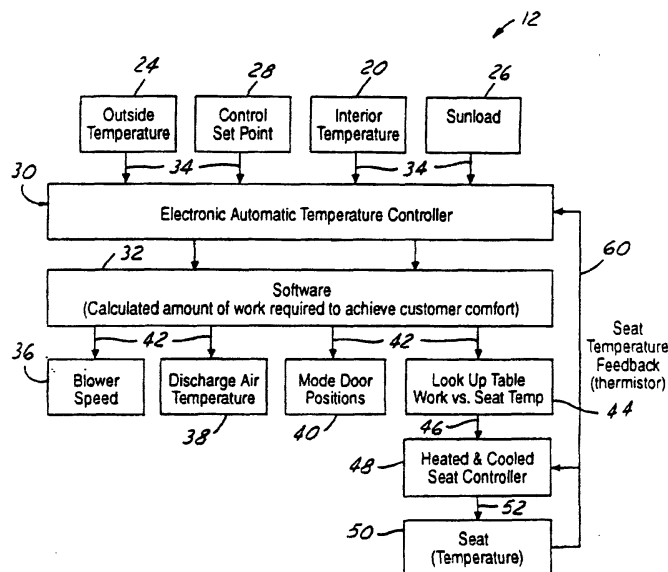 12
24
28
20
26
Outside
Temperature
Control
Set Point
Interior
Temperature
Sunload
34
34
30
Electronic Automatic Temperature Controller
32
60
Software
(Calculated amount of work required to achieve customer comfort)
42
42
36
Blower
Speed
Discharge Air
Temperature
38
Mode Door
Positions
40
Look Up Table
Work vs. Seat Temp
44
Seat
Temperature
Feedback
(thermistor)
46
48
Heated & Cooled
Seat Controller
52
50
Seat
(Temperature)